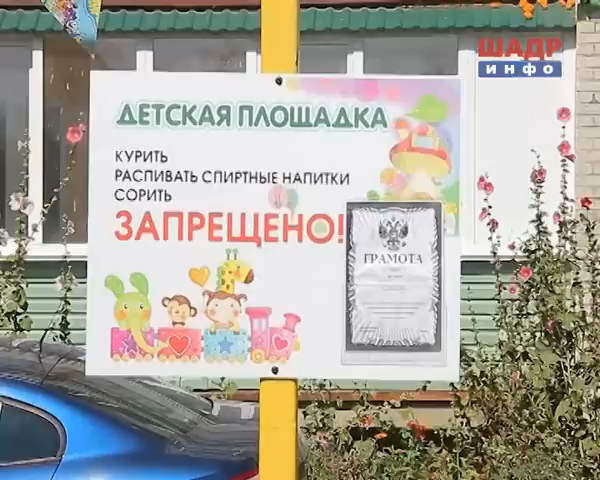 ШАДР
инфо
ДЕТСКАЯ ПЛОЩАДКА
КУРИТЬ
РАСПИВАТЬ СПИРТНЫЕ НАПИТКИ
СОРИТЬ
ЗАПРЕЩЕНО!
ГРАМОТА